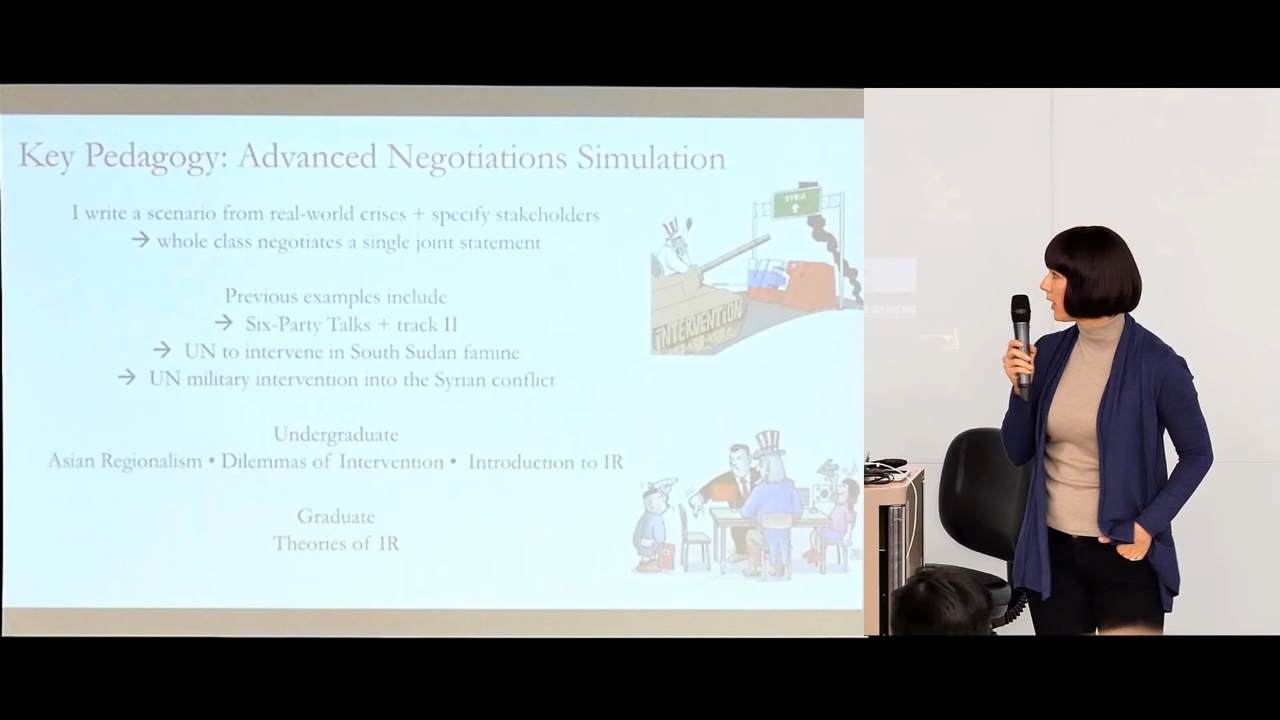 Key Pedagogy: Advanced Negotiations Simulation
I write a scenario from real-world crises + specify stakeholders
→ whole class negotiates a single joint statement
Previous examples include
→ Six-Party Talks + track II
→ UN to intervene in South Sudan famine
→ UN military intervention into the Syrian conflict
Undergraduate
Asian Regionalism • Dilemmas of Intervention • Introduction to IR
Graduate
Theories of IR
SYRIA
INTERVENTION